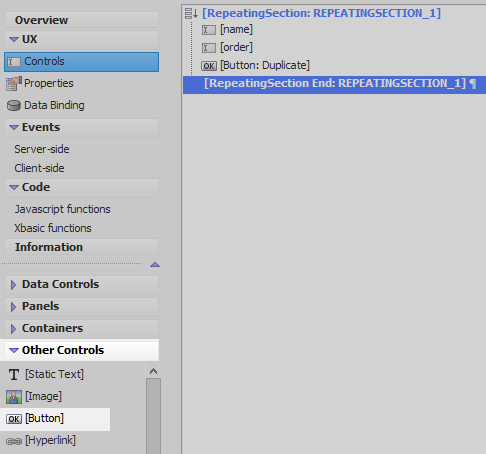 Overview
UX
Controls
Properties
Data Binding
Events
Server-side
Client-side
Code
Javascript functions
Xbasic functions
Information
Data Controls
Panels
Containers
Other Controls
T [Static Text]
[Image]
OK [Button]
[Hyperlink]
[RepeatingSection: REPEATINGSECTION_1]
[name]
[order]
OK [Button: Duplicate]
[RepeatingSection End: REPEATINGSECTION_1] ¶